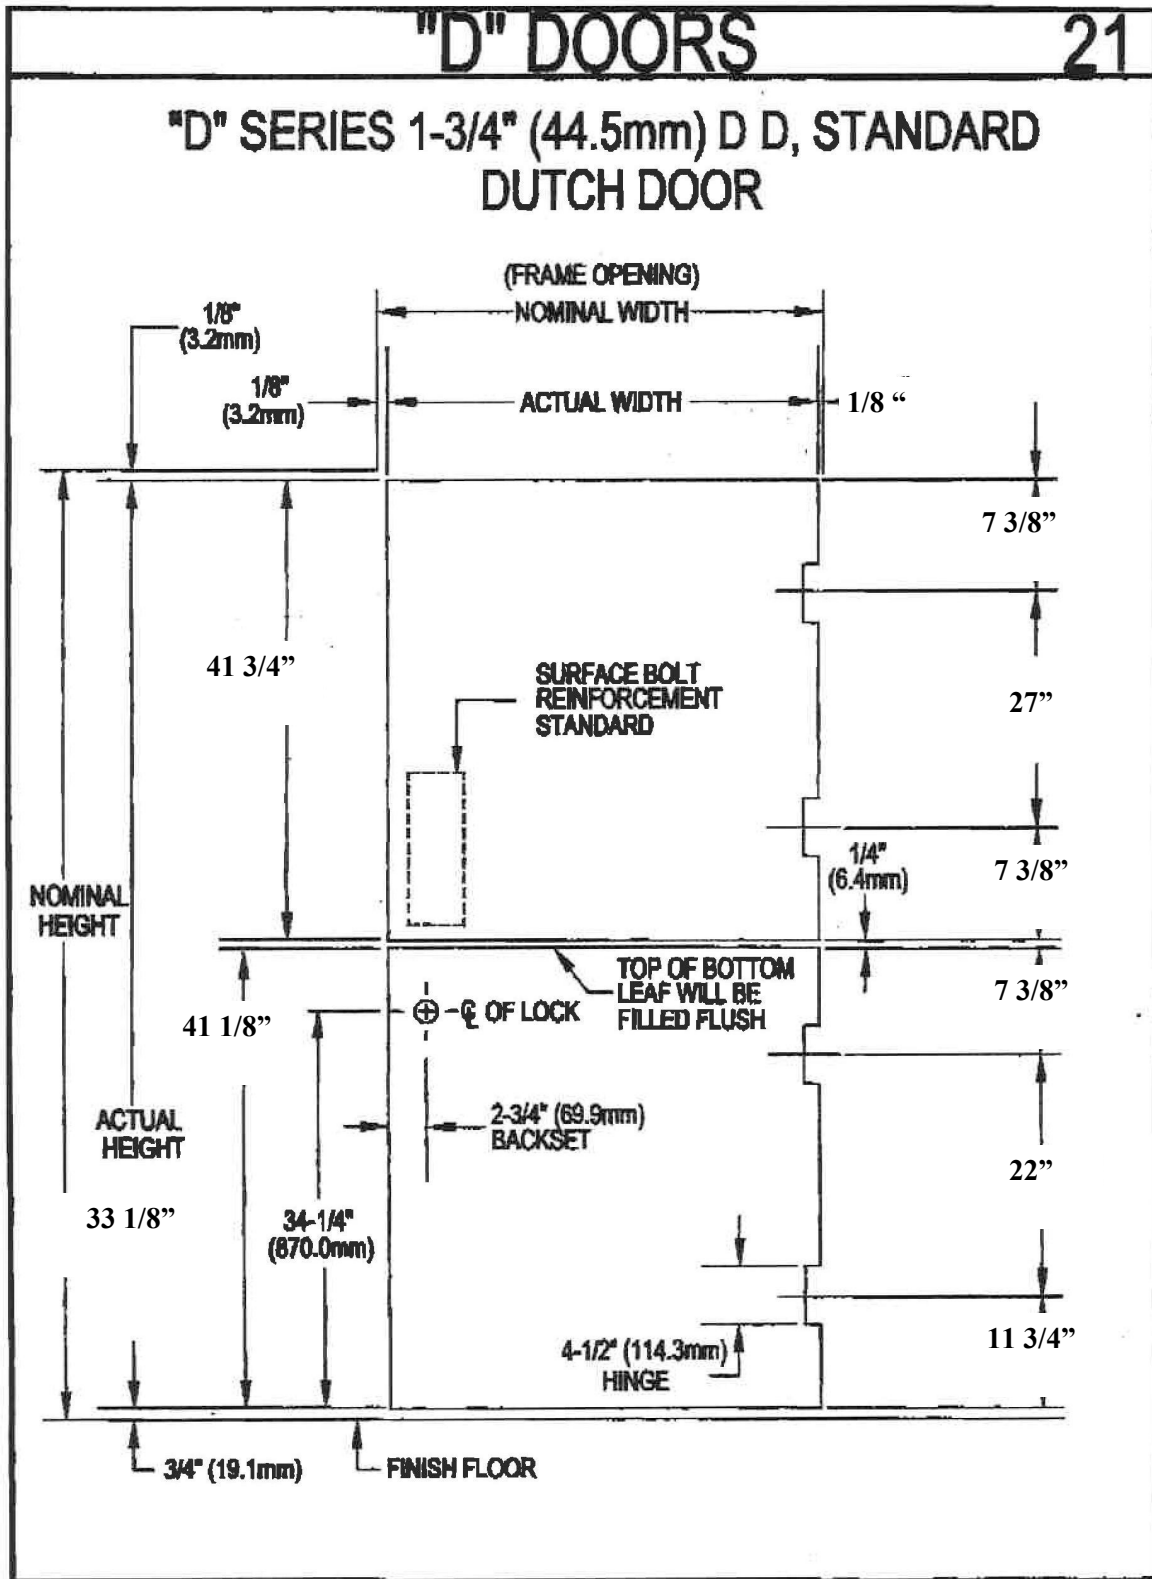 "D" DOORS 21
"D" SERIES 1-3/4" (44.5mm) D D, STANDARD
DUTCH DOOR
(FRAME OPENING)
NOMINAL WIDTH
1/8"
(3.2mm)
1/8"
(3.2mm)
ACTUAL WIDTH
1/8 “
7 3/8”
41 3/4”
SURFACE BOLT
REINFORCEMENT
STANDARD
27”
1/4"
(6.4mm)
7 3/8”
NOMINAL
HEIGHT
TOP OF BOTTOM
LEAF WILL BE
FILLED FLUSH
7 3/8”
41 1/8”
℄ OF LOCK
2-3/4" (69.9mm)
BACKSET
ACTUAL
HEIGHT
22”
33 1/8”
34-1/4"
(870.0mm)
4-1/2" (114.3mm)
HINGE
11 3/4”
3/4" (19.1mm)
FINISH FLOOR